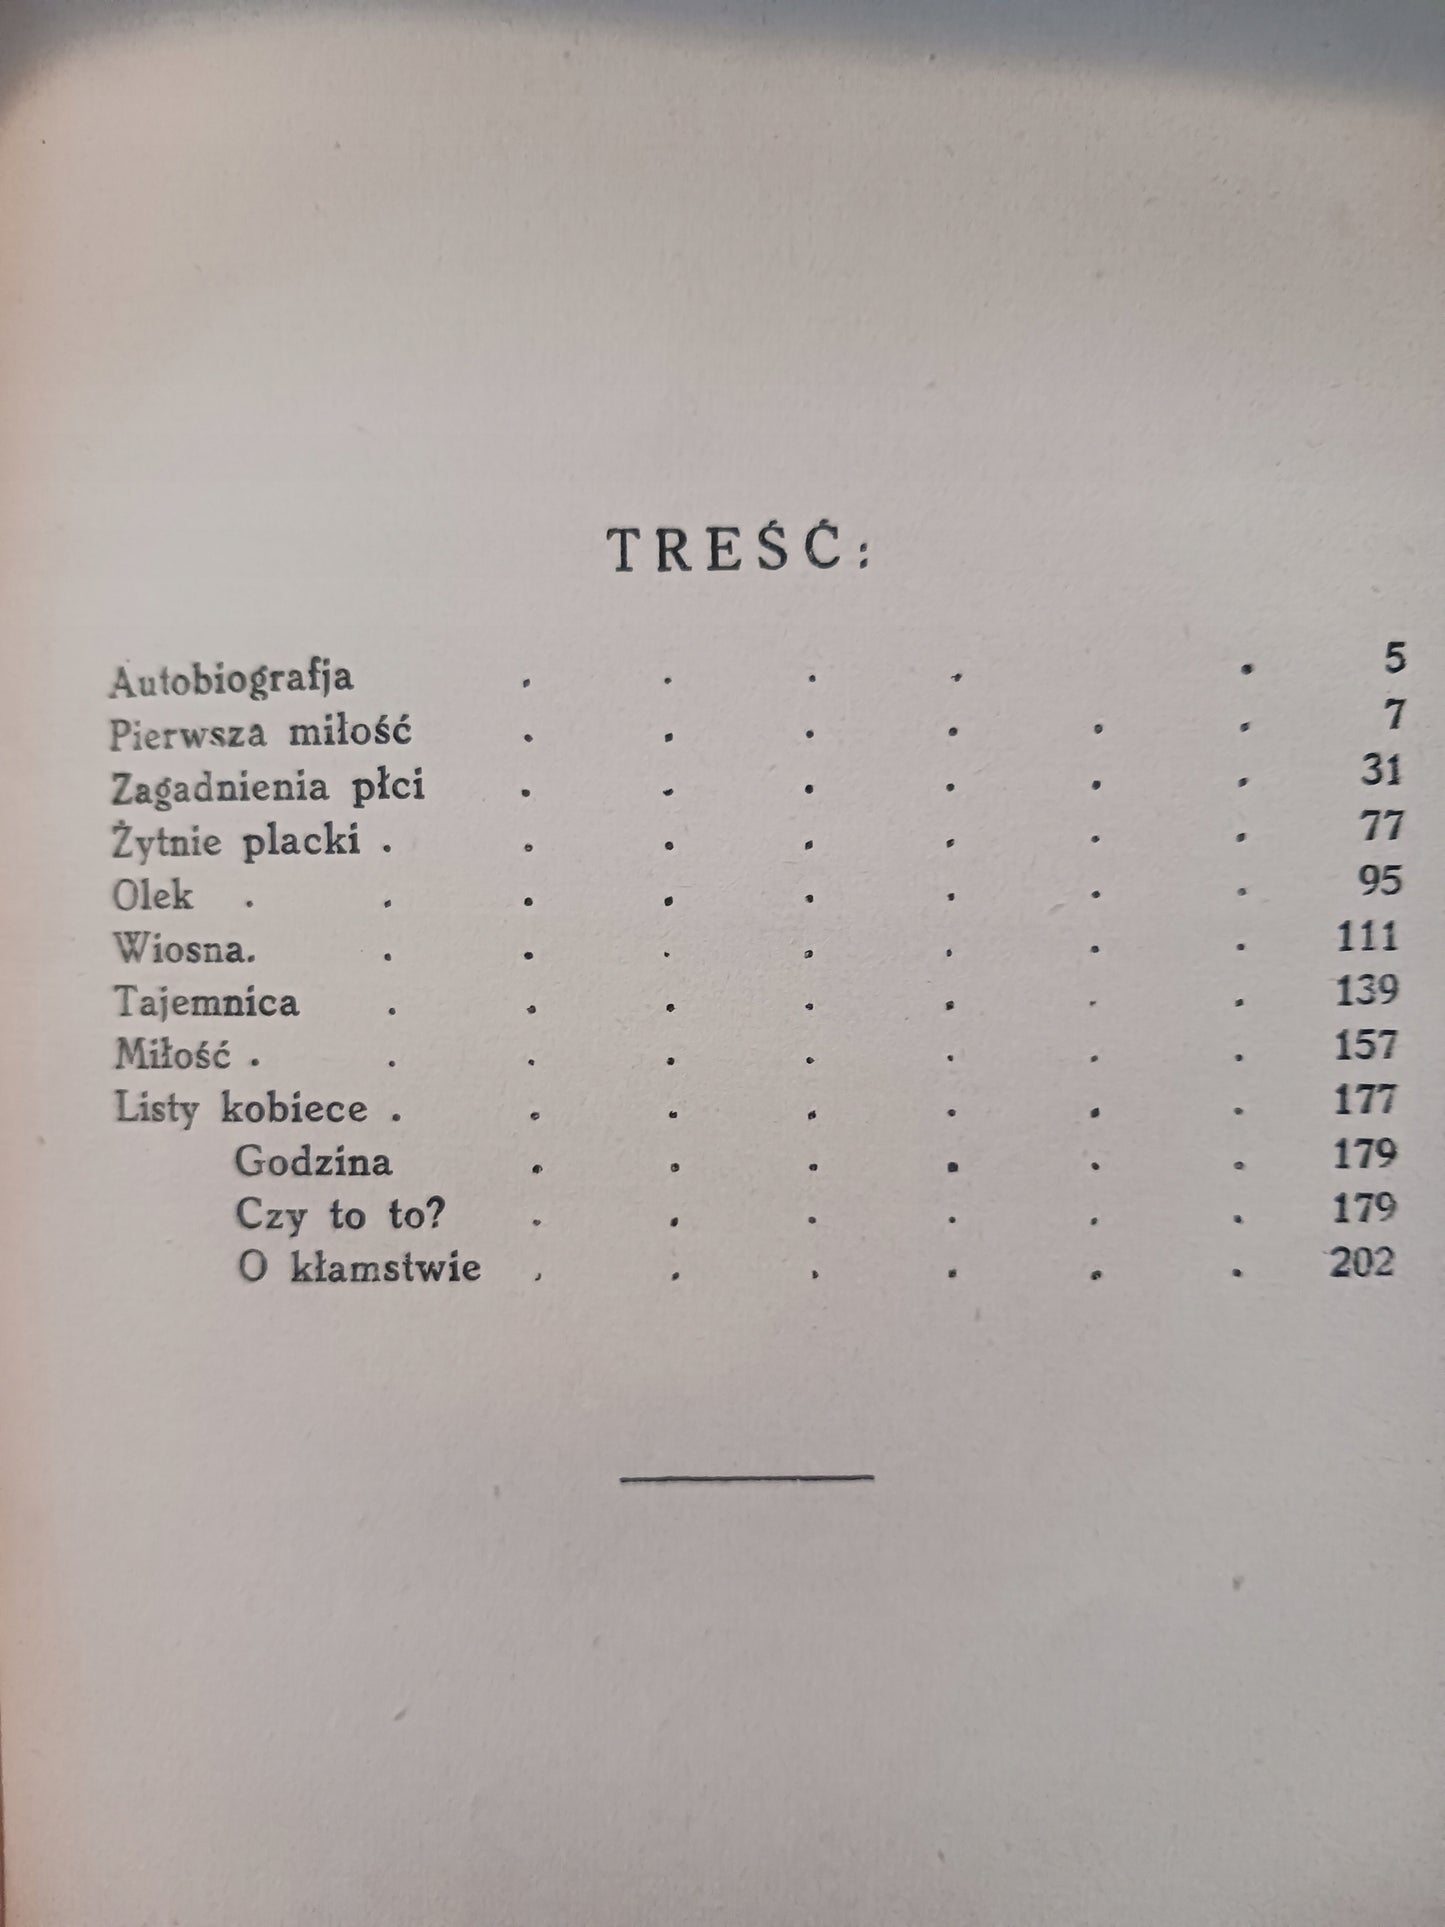 TREŚĆ:
Autobiografja . . . . . 5
Pierwsza miłość . . . . . . 7
Zagadnienia płci . . . . . . 31
Żytnie placki . . . . . . . 77
Olek . . . . . . . . 95
Wiosna. . . . . . . . 111
Tajemnica . . . . . . . 139
Miłość . . . . . . . . 157
Listy kobiece . . . . . . . 177
Godzina . . . . . . 179
Czy to to? . . . . . . 179
O kłamstwie . . . . . . 202